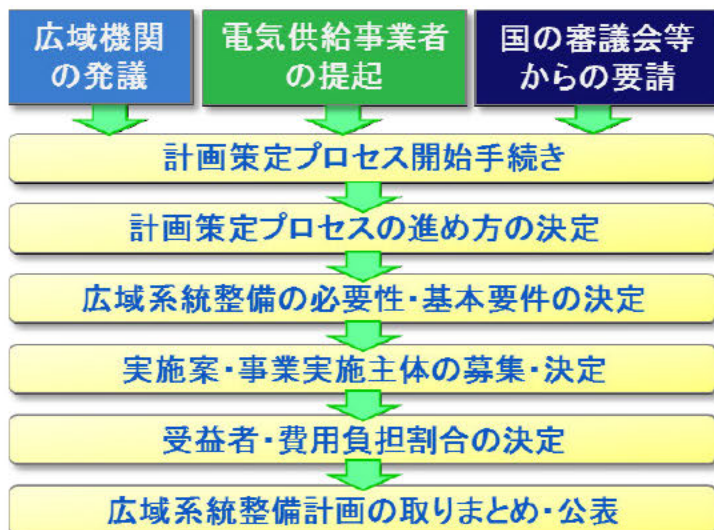 広域機関
の発議
電気供給事業者
の提起
国の審議会等
からの要請
計画策定プロセス開始手続き
計画策定プロセスの進め方の決定
広域系統整備の必要性・基本要件の決定
実施案・事業実施主体の募集・決定
受益者・費用負担割合の決定
広域系統整備計画の取りまとめ・公表